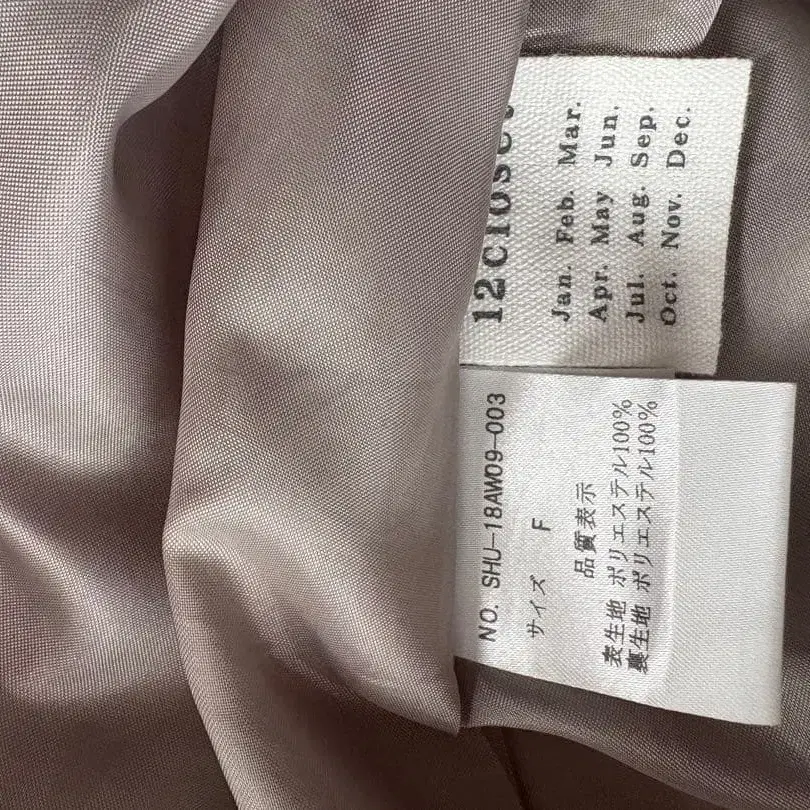 12Closet
Jan. Feb. Mar.
Apr. May Jun.
Jul. Aug. Sep.
Oct. Nov. Dec.
NO. SHU-18AW09-003
サイズ F
品質表示
表生地 ポリエステル100%
裏生地 ポリエステル100%